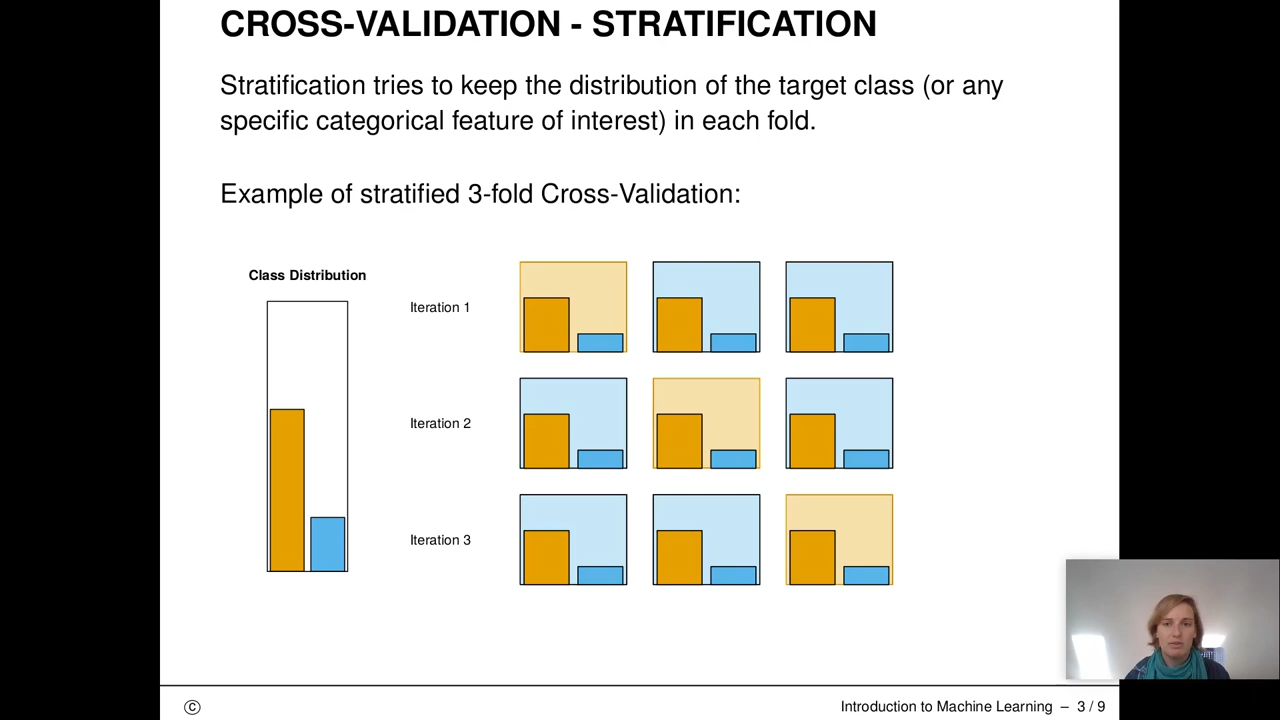 CROSS-VALIDATION - STRATIFICATION
Stratification tries to keep the distribution of the target class (or any
specific categorical feature of interest) in each fold.
Example of stratified 3-fold Cross-Validation:
Class Distribution
Iteration 1
Iteration 2
Iteration 3
© Introduction to Machine Learning – 3 / 9